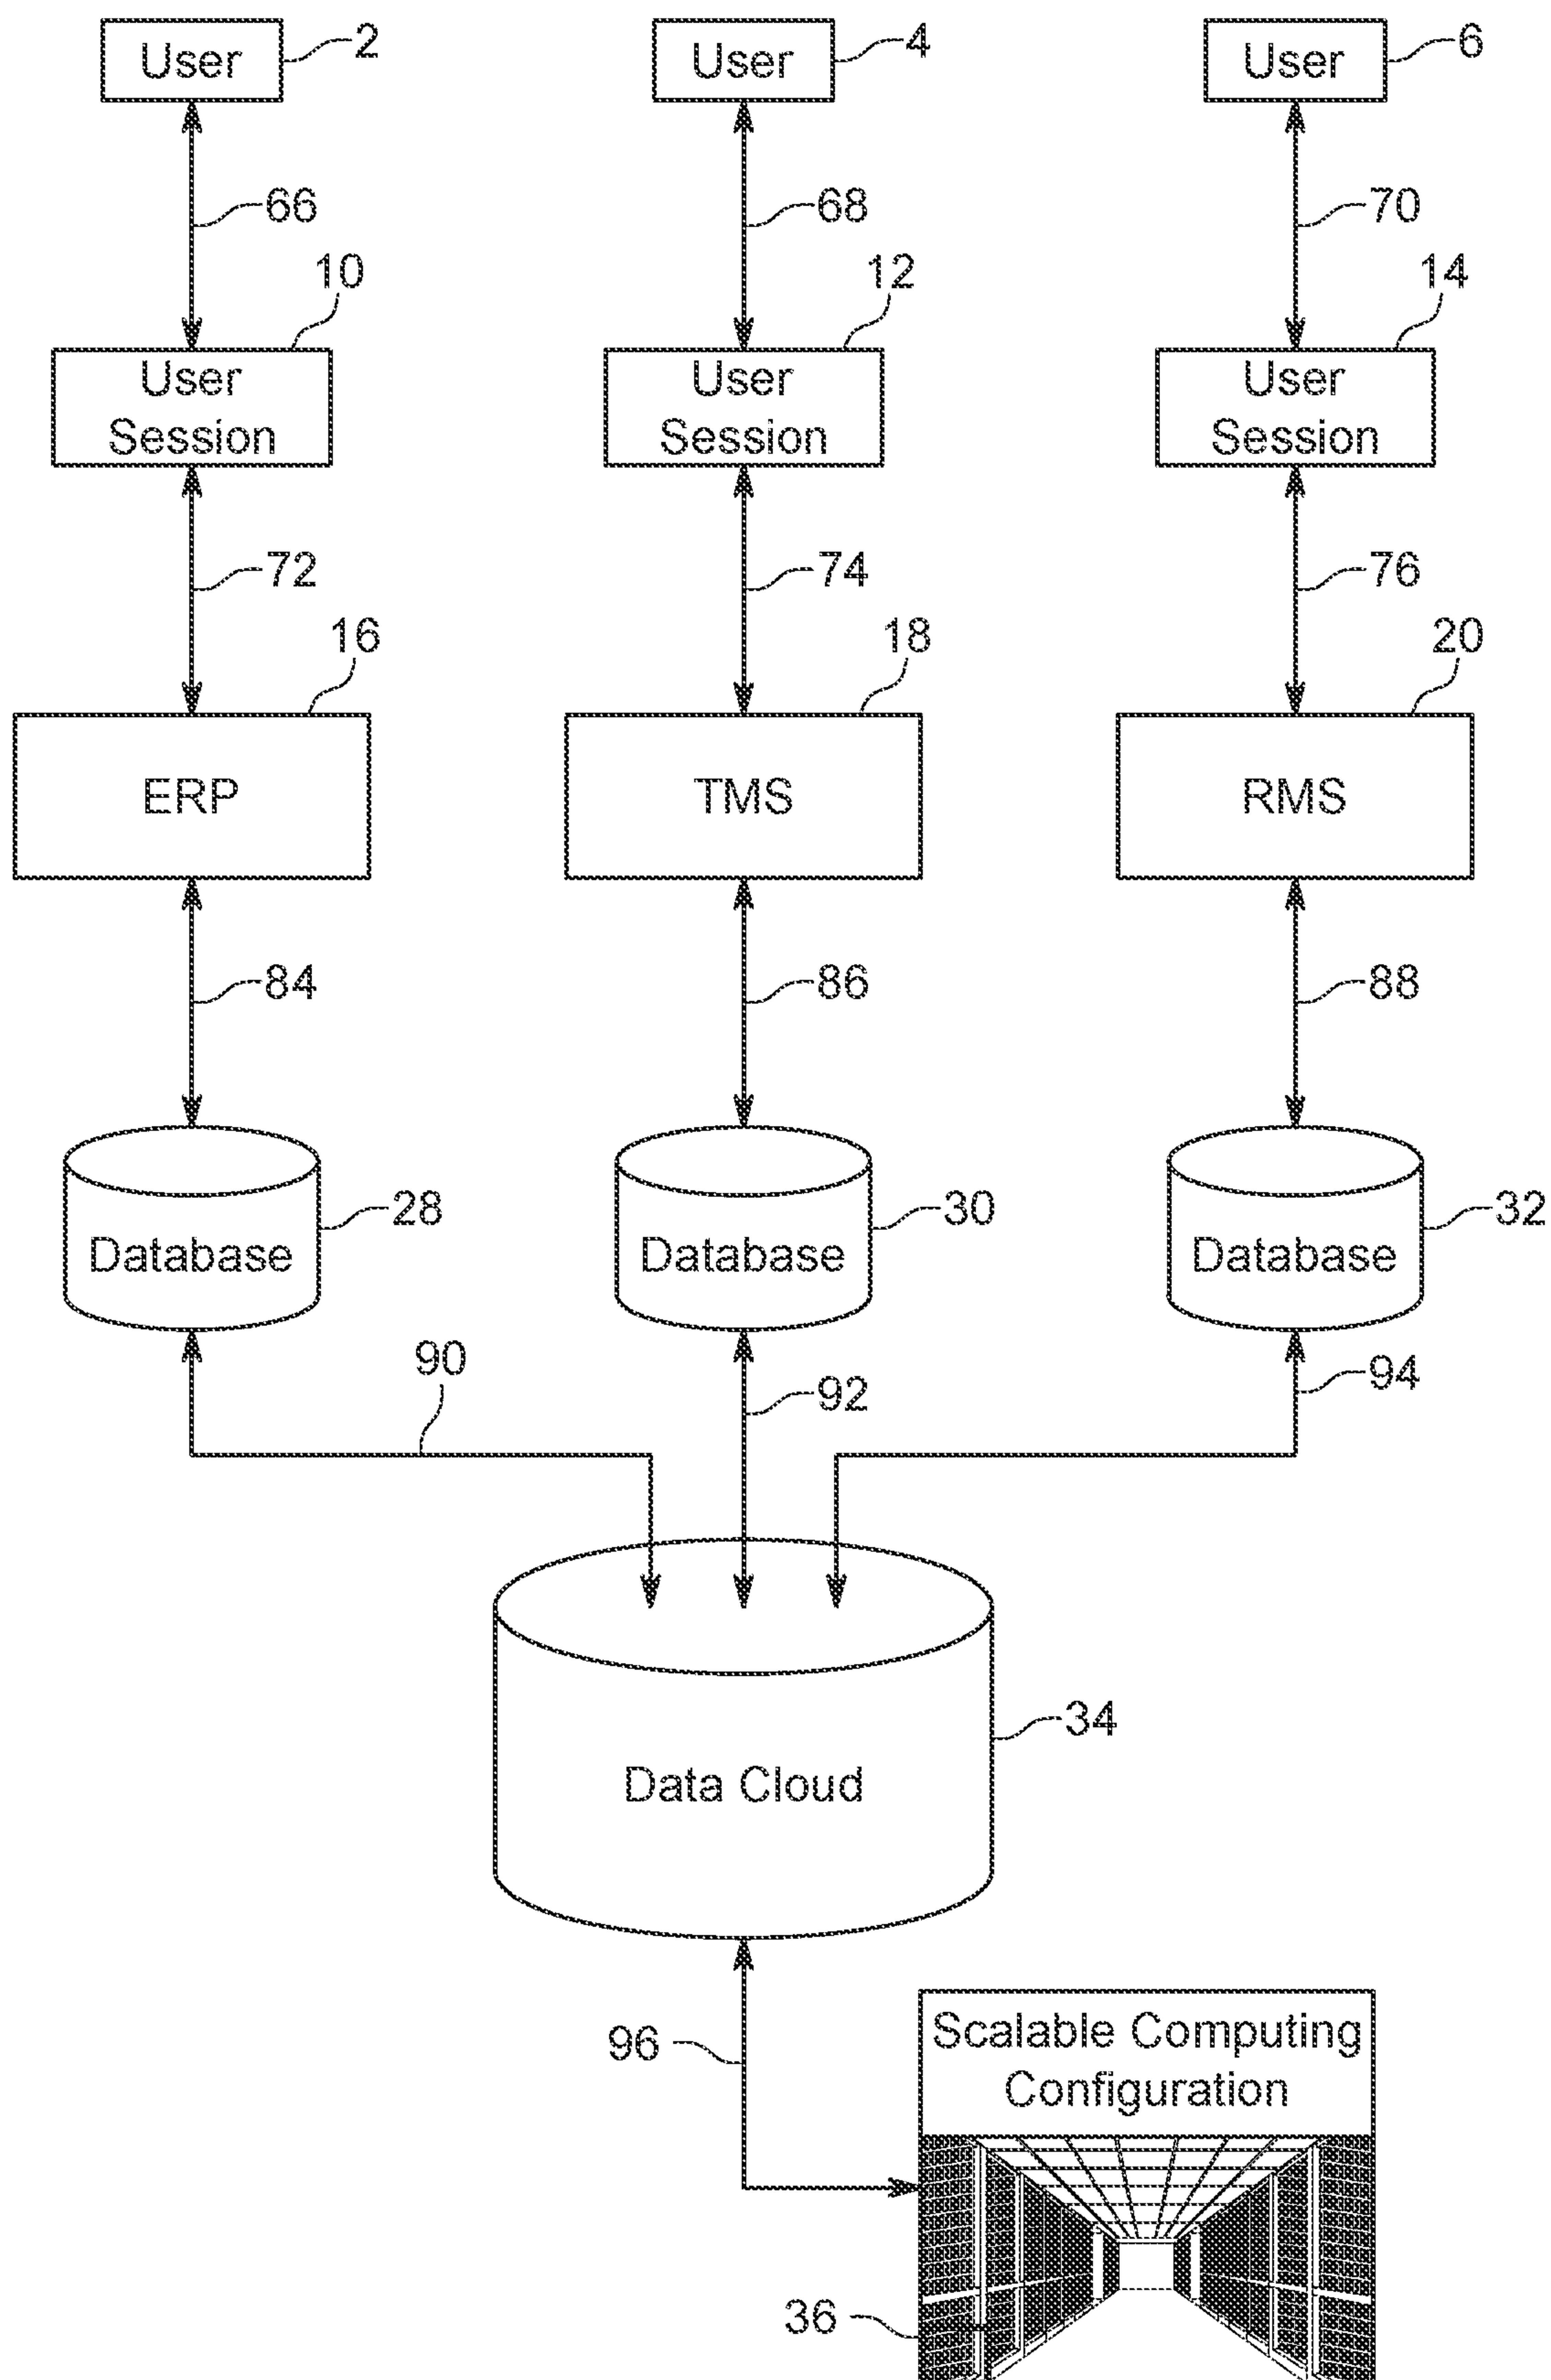 User
2
User
4
User
6
66
68
70
10
12
14
User
Session
User
Session
User
Session
72
74
76
16
18
20
ERP
TMS
RMS
84
86
88
28
30
32
Database
Database
Database
90
92
94
34
Data Cloud
96
Scalable Computing
Configuration
36